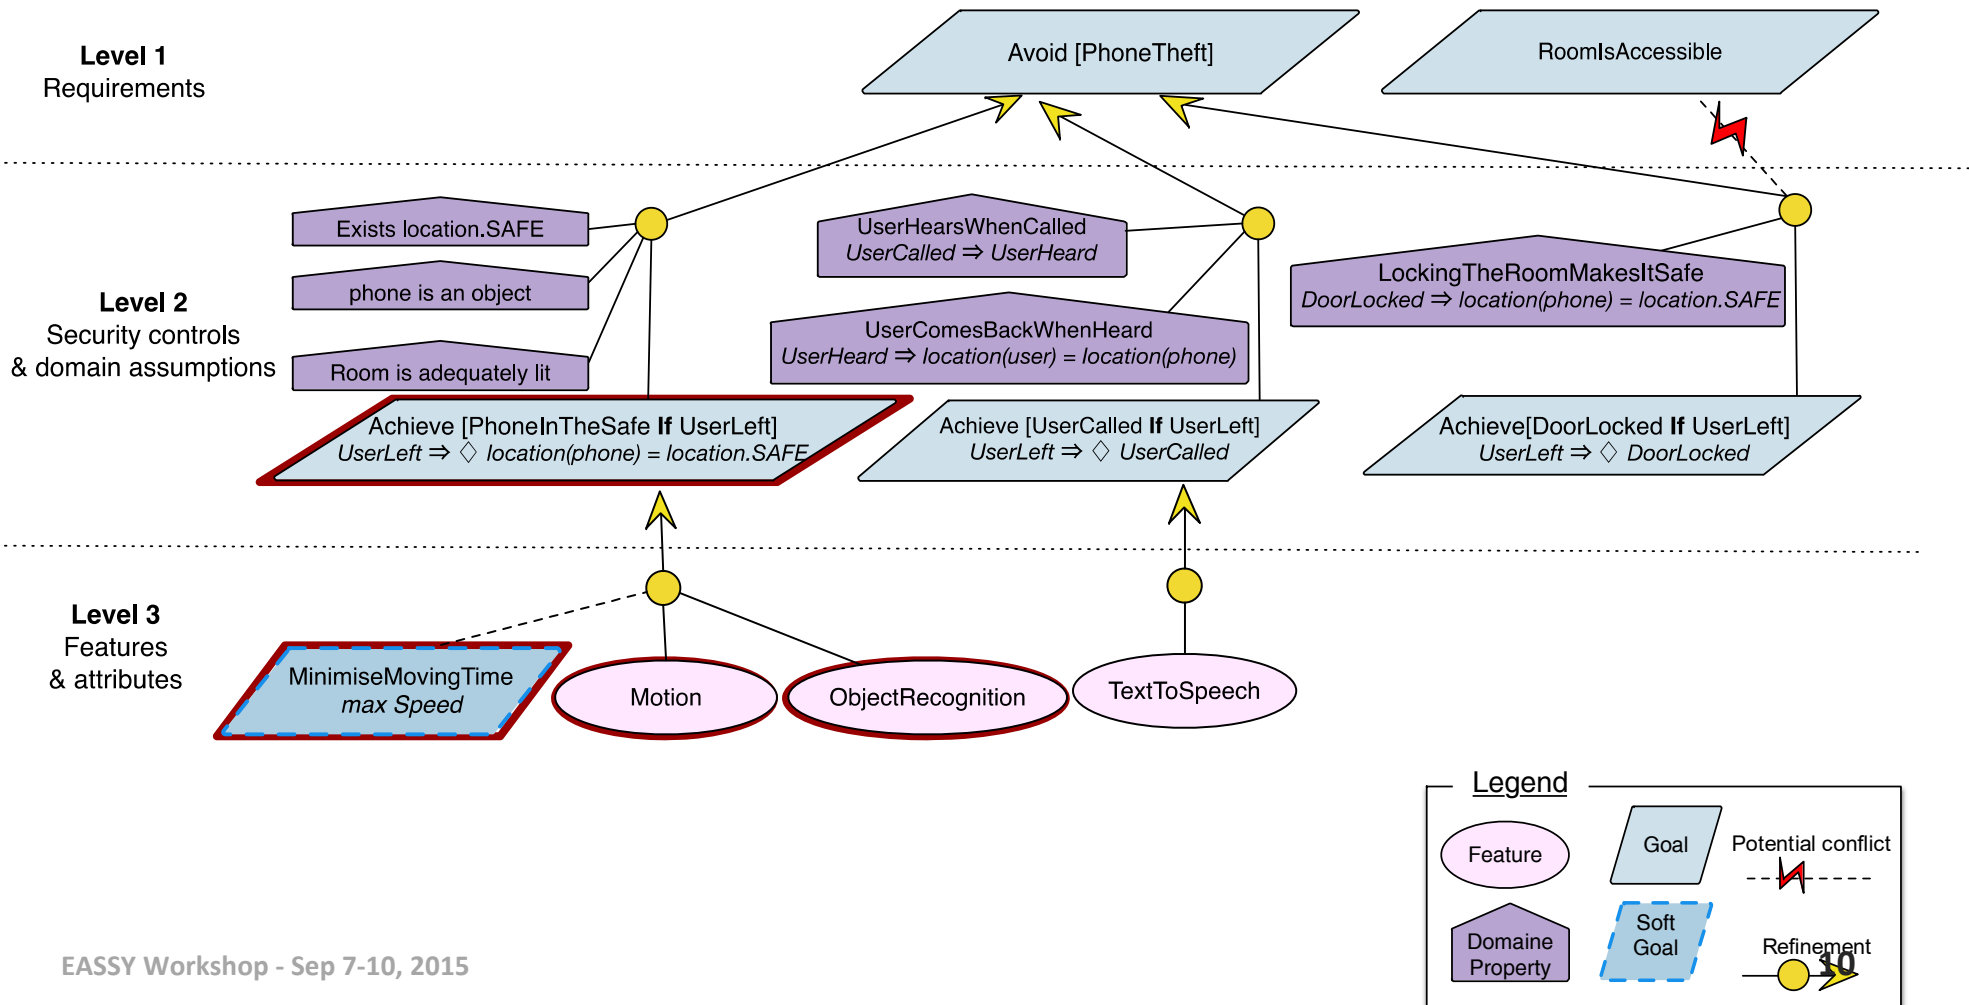 Level 1
Requirements
Avoid [PhoneTheft]
RoomIsAccessible
Level 2
Security controls
& domain assumptions
Exists location.SAFE
phone is an object
Room is adequately lit
UserHearsWhenCalled
UserCalled ⇒ UserHeard
UserComesBackWhenHeard
UserHeard ⇒ location(user) = location(phone)
LockingTheRoomMakesItSafe
DoorLocked ⇒ location(phone) = location.SAFE
Achieve [PhoneInTheSafe If UserLeft]
UserLeft ⇒ ◇ location(phone) = location.SAFE
Achieve [UserCalled If UserLeft]
UserLeft ⇒ ◇ UserCalled
Achieve[DoorLocked If UserLeft]
UserLeft ⇒ ◇ DoorLocked
Level 3
Features
& attributes
MinimiseMovingTime
max Speed
Motion
ObjectRecognition
TextToSpeech
Legend
Feature
Goal
Potential conflict
Domaine
Property
Soft
Goal
Refinement
EASSY Workshop - Sep 7-10, 2015
10